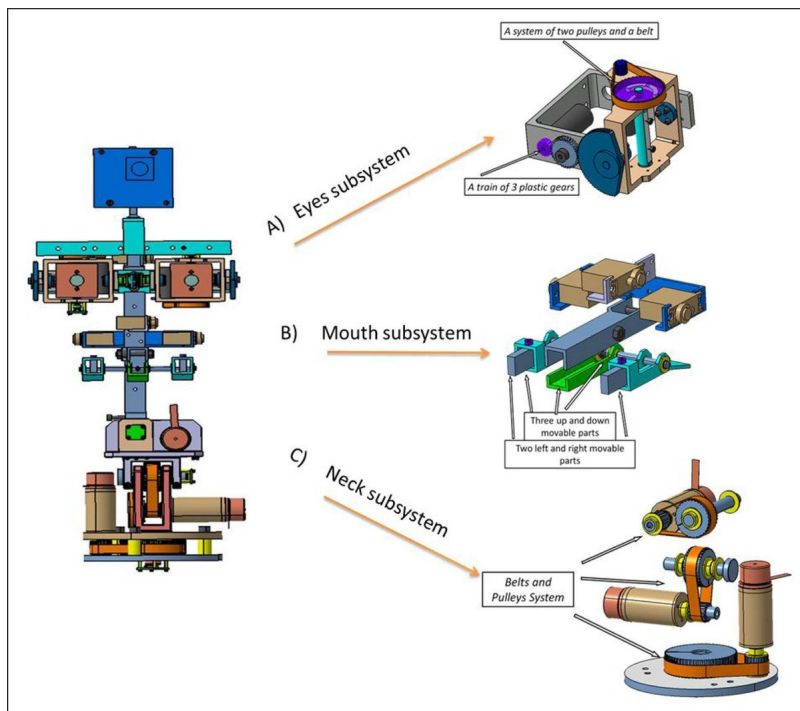 A system of two pulleys and a belt
A) Eyes subsystem
A train of 3 plastic gears
B) Mouth subsystem
Three up and down
movable parts
Two left and right movable
parts
C) Neck subsystem
Belts and
Pulleys System